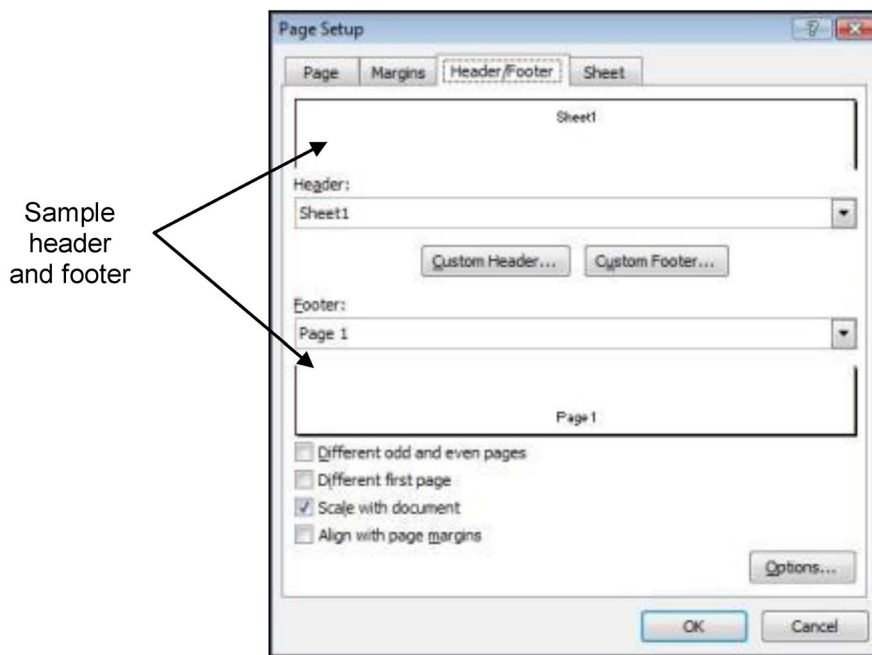 Page Setup
Page Margins Header/Footer Sheet
Sheet1
Header:
Sheet1
Custom Header... Custom Footer...
Footer:
Page 1
Page 1
Different odd and even pages
Different first page
Scale with document
Align with page margins
Options...
OK Cancel
Sample
header
and footer